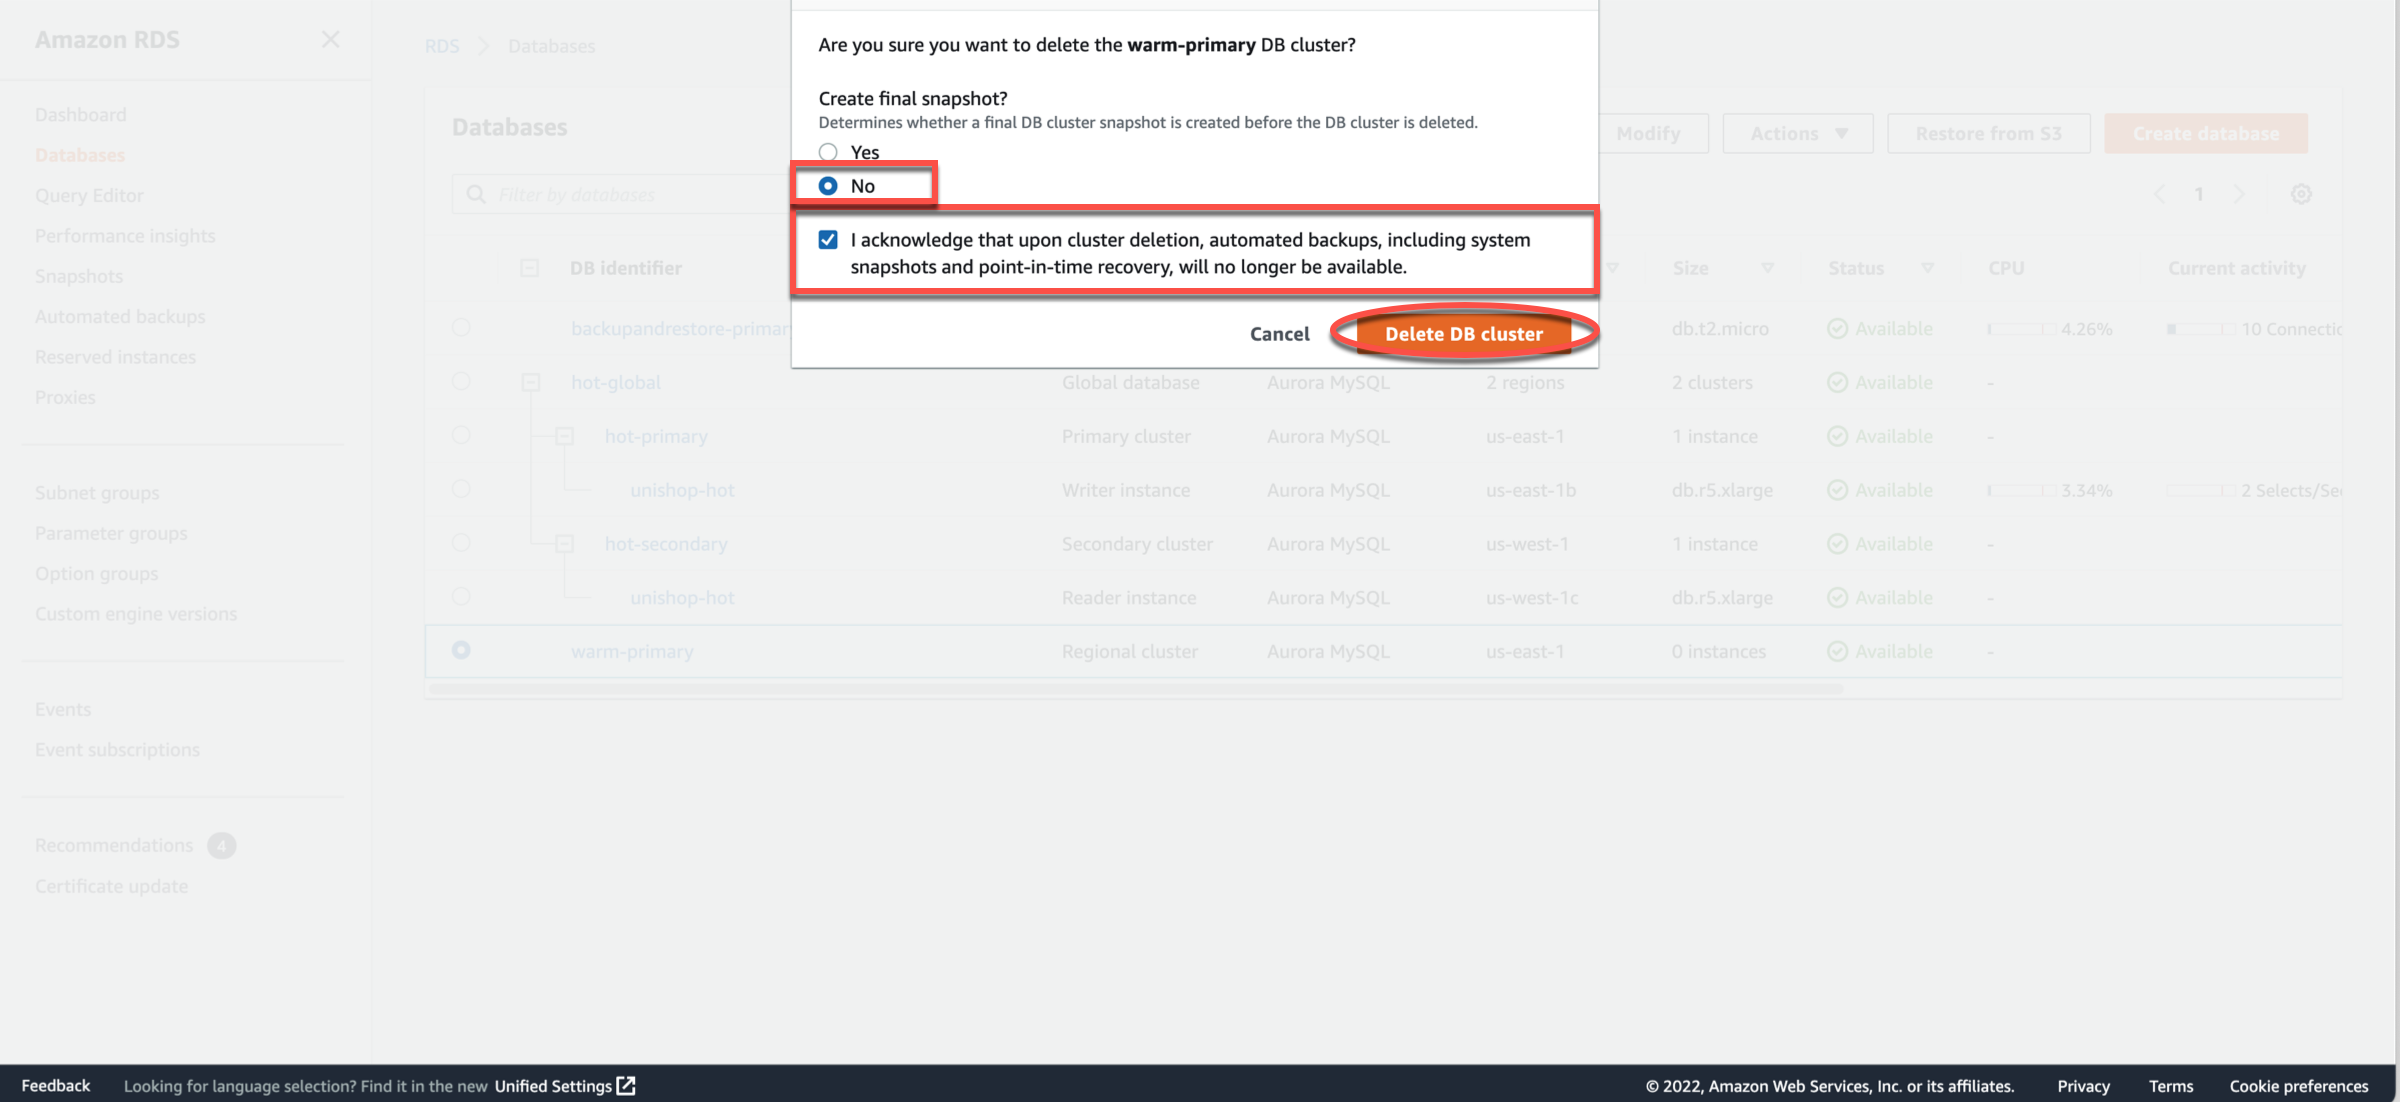 Amazon RDS
Dashboard
Databases
Query Editor
Performance insights
Snapshots
Automated backups
Reserved instances
Proxies
Subnet groups
Parameter groups
Option groups
Custom engine versions
Events
Event subscriptions
Recommendations 4
Certificate update
RDS > Databases
Databases
Modify
Actions
Restore from S3
Create database
Filter by databases
1
Are you sure you want to delete the warm-primary DB cluster?
Create final snapshot?
Determines whether a final DB cluster snapshot is created before the DB cluster is deleted.
Yes
No
I acknowledge that upon cluster deletion, automated backups, including system
snapshots and point-in-time recovery, will no longer be available.
Cancel
Delete DB cluster
DB identifier Size Status CPU Current activity
backupandrestore-primar db.t2.micro Available 4.26% 10 Connectic
hot-global Global database Aurora MySQL 2 regions 2 clusters Available -
hot-primary Primary cluster Aurora MySQL us-east-1 1 instance Available -
unishop-hot Writer instance Aurora MySQL us-east-1b db.r5.xlarge Available 3.34% 2 Selects/Sec
hot-secondary Secondary cluster Aurora MySQL us-west-1 1 instance Available -
unishop-hot Reader instance Aurora MySQL us-west-1c db.r5.xlarge Available -
warm-primary Regional cluster Aurora MySQL us-east-1 0 instances Available -
Feedback Looking for language selection? Find it in the new Unified Settings © 2022, Amazon Web Services, Inc. or its affiliates. Privacy Terms Cookie preferences